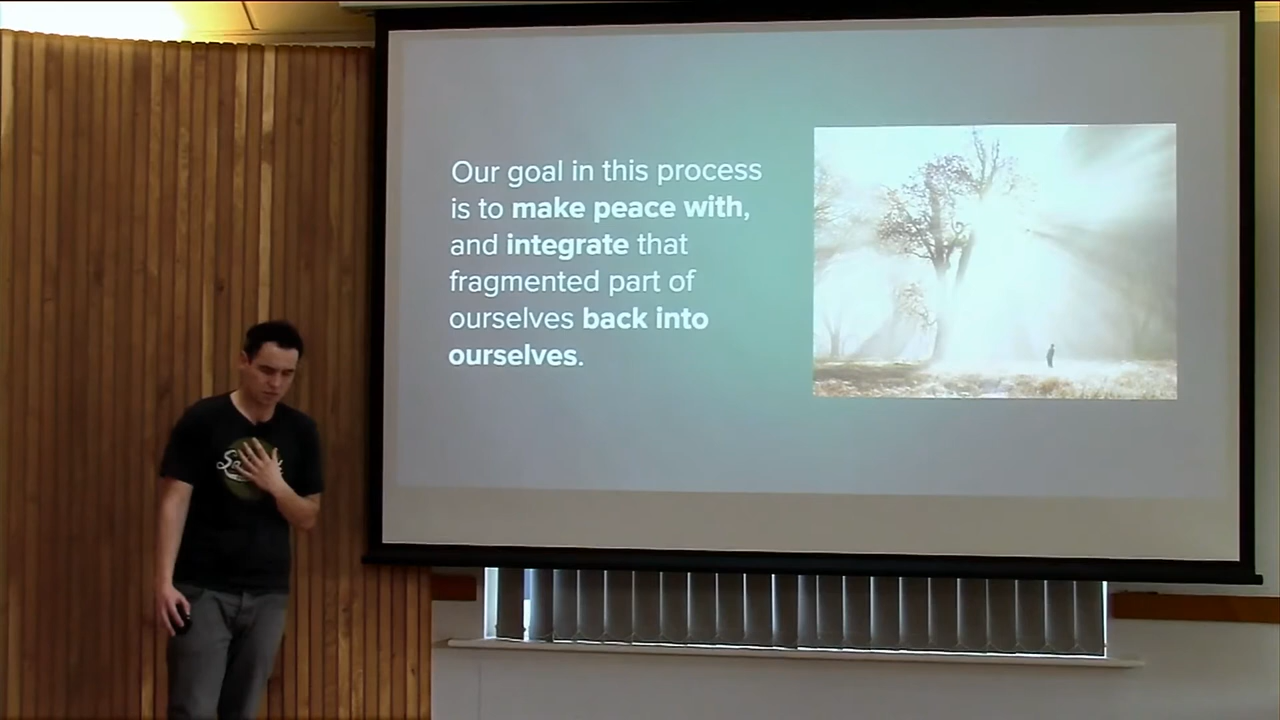 Our goal in this process
is to make peace with,
and integrate that
fragmented part of
ourselves back into
ourselves.